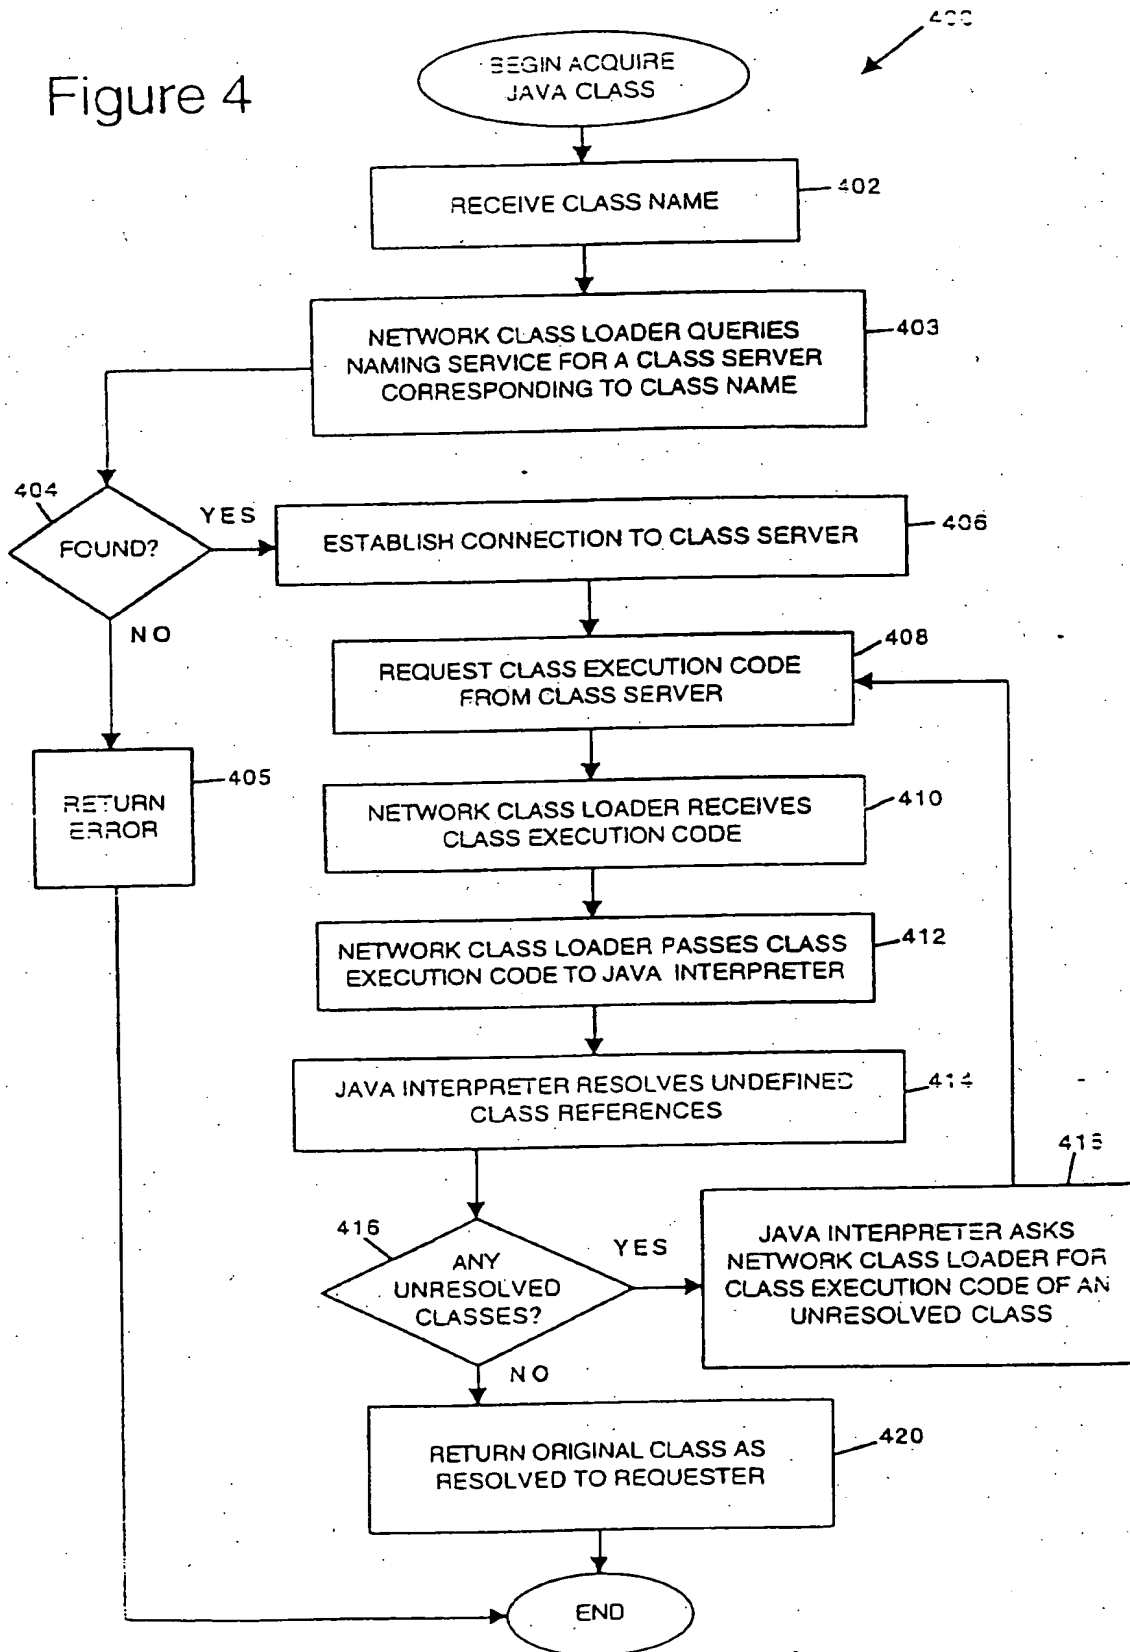 Figure 4
400
BEGIN ACQUIRE
JAVA CLASS
RECEIVE CLASS NAME
402
NETWORK CLASS LOADER QUERIES
NAMING SERVICE FOR A CLASS SERVER
CORRESPONDING TO CLASS NAME
403
404
FOUND?
YES
NO
ESTABLISH CONNECTION TO CLASS SERVER
406
REQUEST CLASS EXECUTION CODE
FROM CLASS SERVER
408
RETURN
ERROR
405
NETWORK CLASS LOADER RECEIVES
CLASS EXECUTION CODE
410
NETWORK CLASS LOADER PASSES CLASS
EXECUTION CODE TO JAVA INTERPRETER
412
JAVA INTERPRETER RESOLVES UNDEFINED
CLASS REFERENCES
414
416
ANY
UNRESOLVED
CLASSES?
YES
NO
JAVA INTERPRETER ASKS
NETWORK CLASS LOADER FOR
CLASS EXECUTION CODE OF AN
UNRESOLVED CLASS
RETURN ORIGINAL CLASS AS
RESOLVED TO REQUESTER
420
END